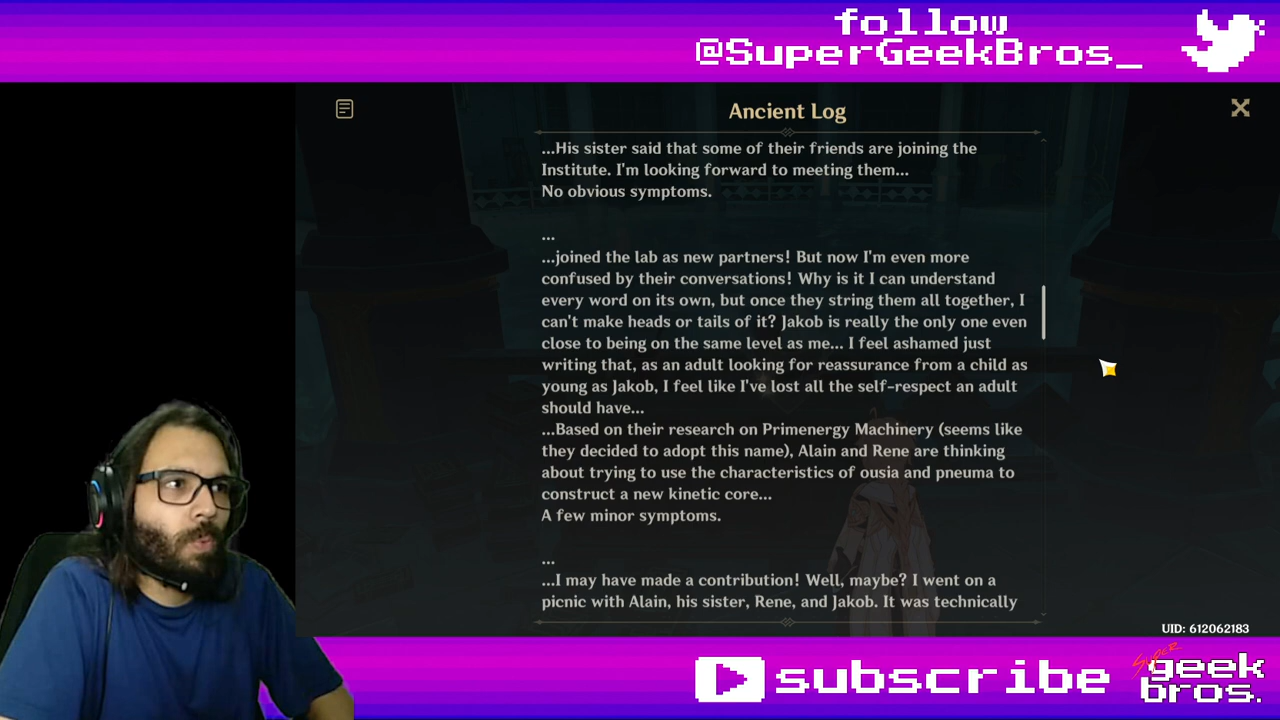 follow
@SuperGeekBros_
Ancient Log
...His sister said that some of their friends are joining the
Institute. I'm looking forward to meeting them...
No obvious symptoms.
...
...joined the lab as new partners! But now I'm even more
confused by their conversations! Why is it I can understand
every word on its own, but once they string them all together, I
can't make heads or tails of it? Jakob is really the only one even
close to being on the same level as me... I feel ashamed just
writing that, as an adult looking for reassurance from a child as
young as Jakob, I feel like I've lost all the self-respect an adult
should have...
...Based on their research on Primenergy Machinery (seems like
they decided to adopt this name), Alain and Rene are thinking
about trying to use the characteristics of ousia and pneuma to
construct a new kinetic core...
A few minor symptoms.
...
...I may have made a contribution! Well, maybe? I went on a
picnic with Alain, his sister, Rene, and Jakob. It was technically
UID: 612062183
subscribe
SUPER
geek
bros.